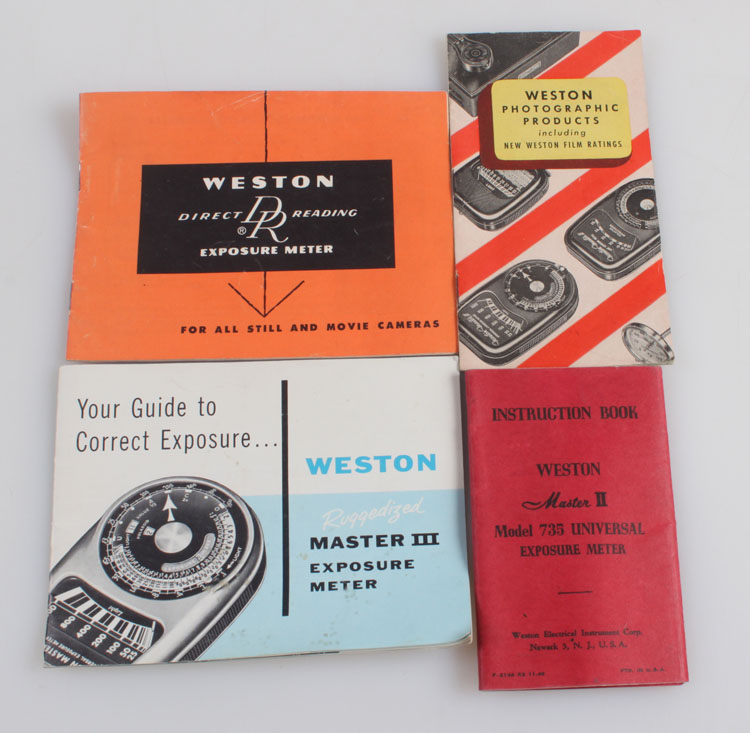 WESTON
DIRECT DR READING
®
EXPOSURE METER
FOR ALL STILL AND MOVIE CAMERAS
WESTON
PHOTOGRAPHIC
PRODUCTS
including
NEW WESTON FILM RATINGS
Your Guide to
Correct Exposure...
WESTON
Ruggedized
MASTER III
EXPOSURE
METER
Light
INSTRUCTION BOOK
WESTON
Master II
Model 735 UNIVERSAL
EXPOSURE METER
Weston Electrical Instrument Corp.
Newark 5, N. J., U. S. A.